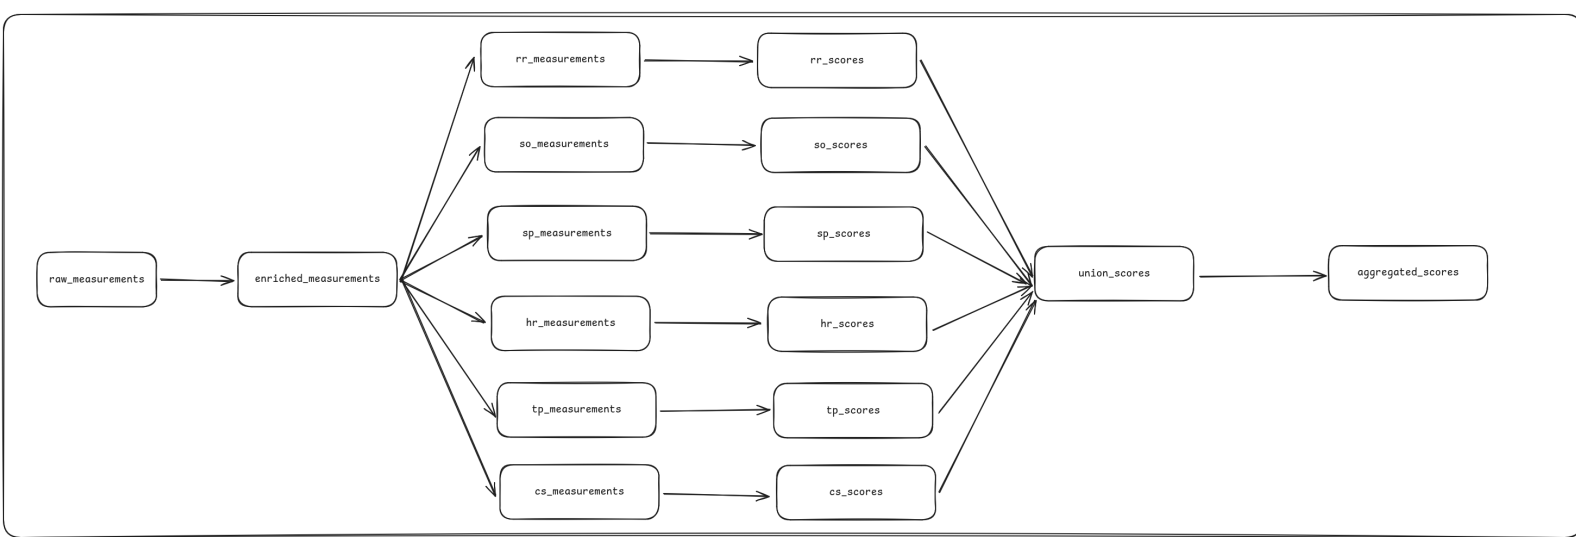 rr_measurements
rr_scores
so_measurements
so_scores
sp_measurements
sp_scores
raw_measurements
enriched_measurements
union_scores
aggregated_scores
hr_measurements
hr_scores
tp_measurements
tp_scores
cs_measurements
cs_scores